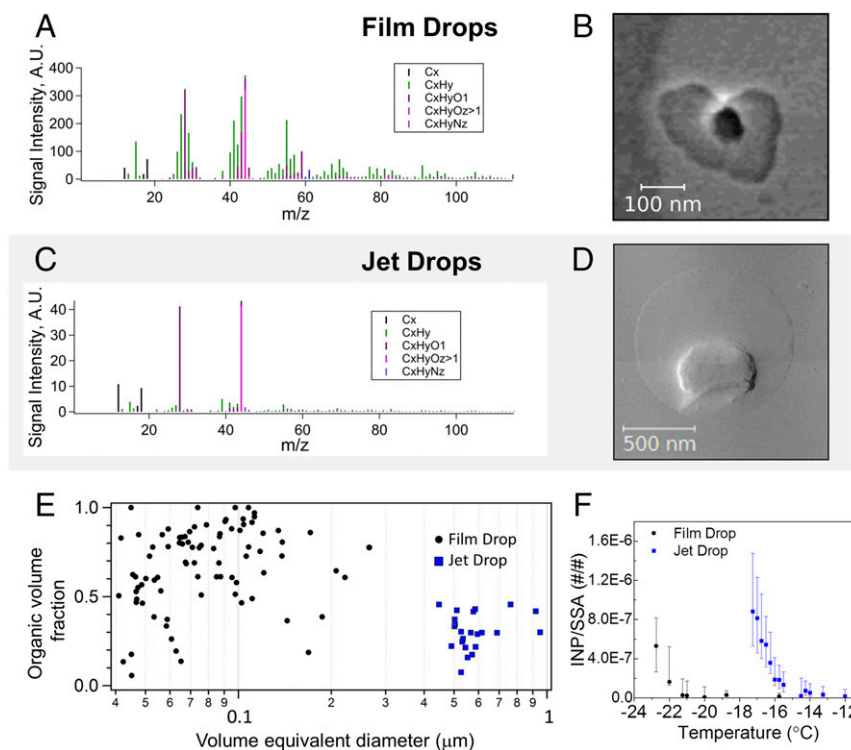 A
Film Drops
B
Signal Intensity, A.U.
400
300
200
100
0
Cx
CxHy
CxHyO1
CxHyOz>1
CxHyNz
20
40
60
80
100
m/z
100 nm
C
Jet Drops
D
Signal Intensity, A.U.
40
30
20
10
0
Cx
CxHy
CxHyO1
CxHyOz>1
CxHyNz
20
40
60
80
100
m/z
500 nm
E
Organic volume
fraction
1.0
0.5
0.0
Film Drop
Jet Drop
4 5 6 7 8 9 0.1 2 3 4 5 6 7 8 9 1
Volume equivalent diameter (μm)
F
INP/SSA (#/#)
1.6E-6
1.2E-6
8.0E-7
4.0E-7
0.0
Film Drop
Jet Drop
-24 -22 -20 -18 -16 -14 -12
Temperature (°C)